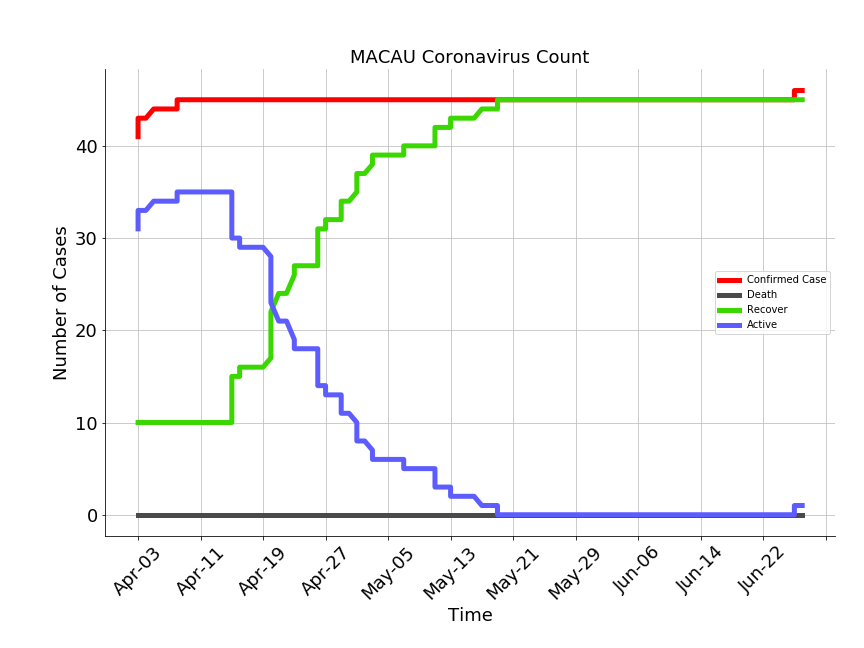 MACAU Coronavirus Count
Number of Cases
40
30
20
10
0
Confirmed Case
Death
Recover
Active
Apr-03
Apr-11
Apr-19
Apr-27
May-05
May-13
May-21
May-29
Jun-06
Jun-14
Jun-22
Time